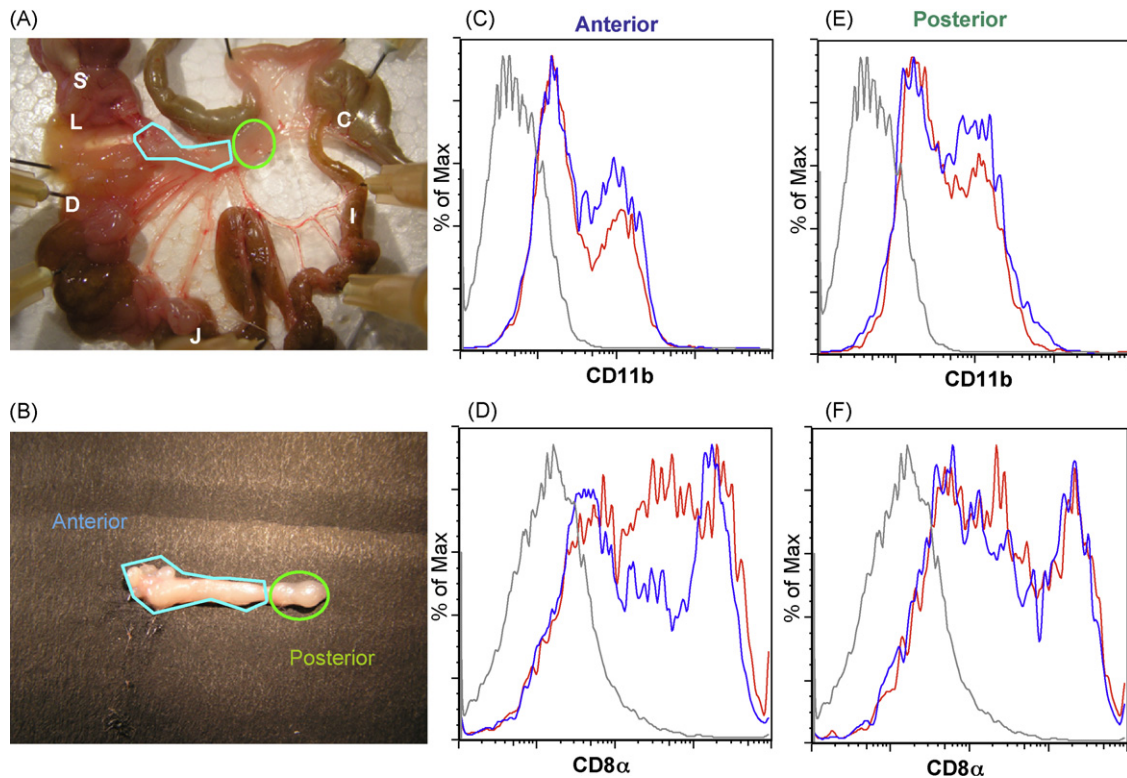 (A)
S
L
D
J
C
I
(B)
Anterior
Posterior
(C)
Anterior
% of Max
CD11b
(E)
Posterior
% of Max
CD11b
(D)
% of Max
CD8α
(F)
% of Max
CD8α